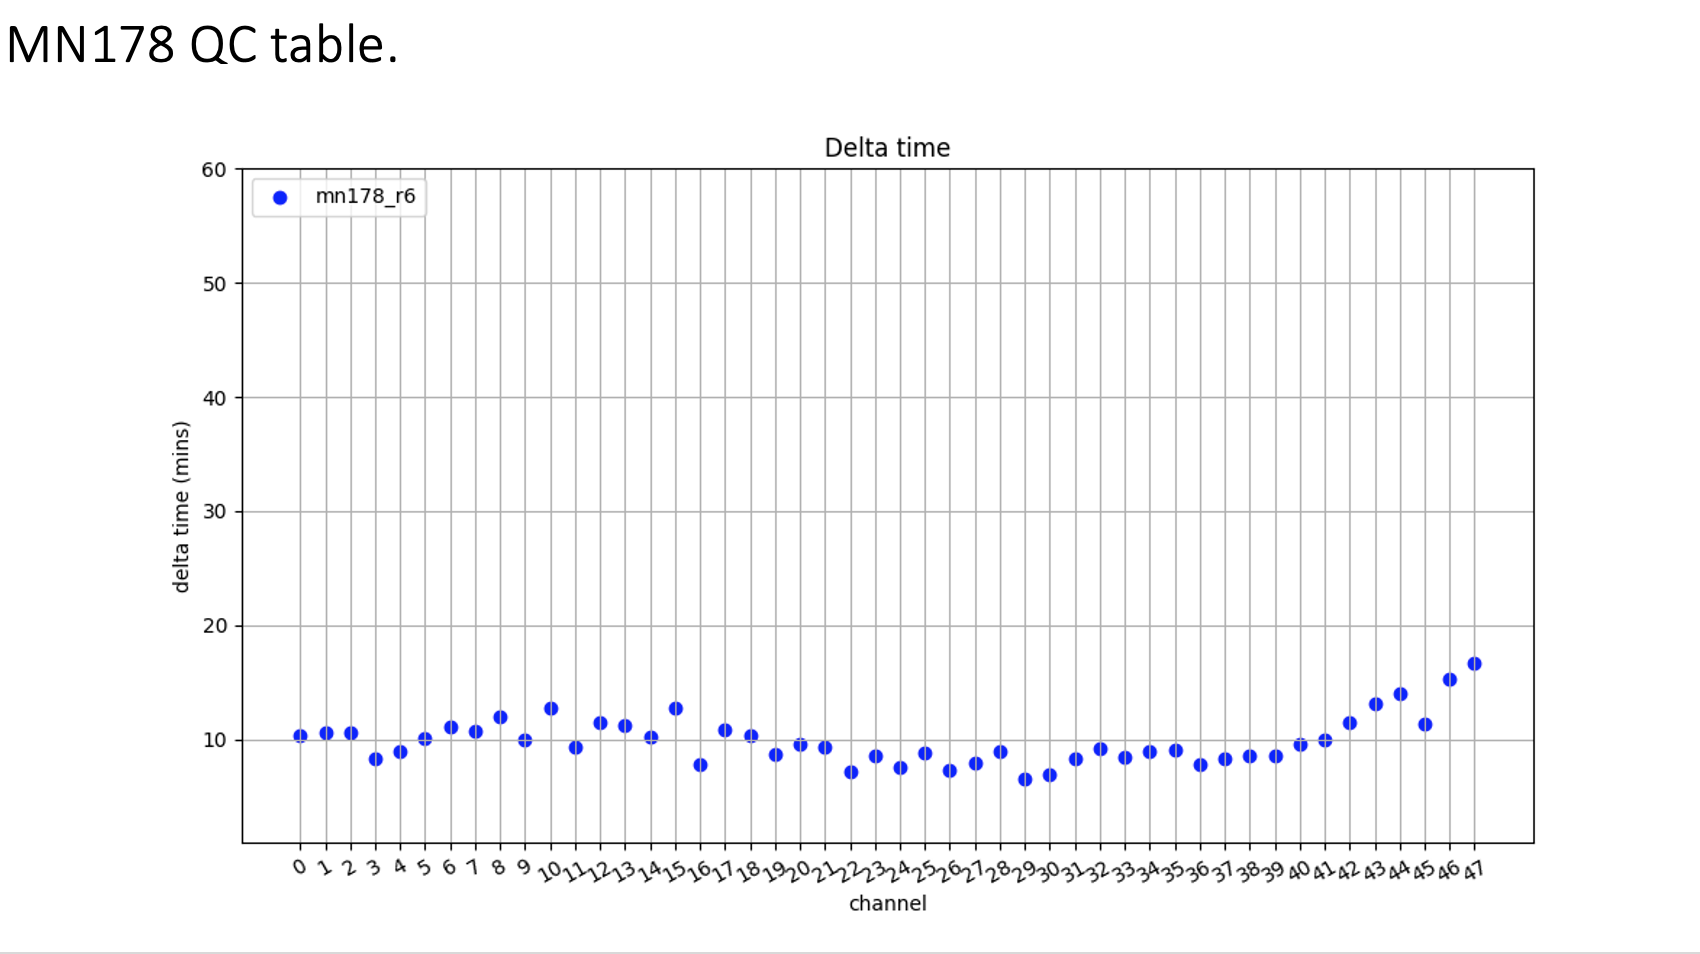 MN178 QC table.
Delta time
mn178_r6
60
50
40
30
20
10
delta time (mins)
0 1 2 3 4 5 6 7 8 9 10 11 12 13 14 15 16 17 18 19 20 21 22 23 24 25 26 27 28 29 30 31 32 33 34 35 36 37 38 39 40 41 42 43 44 45 46 47
channel